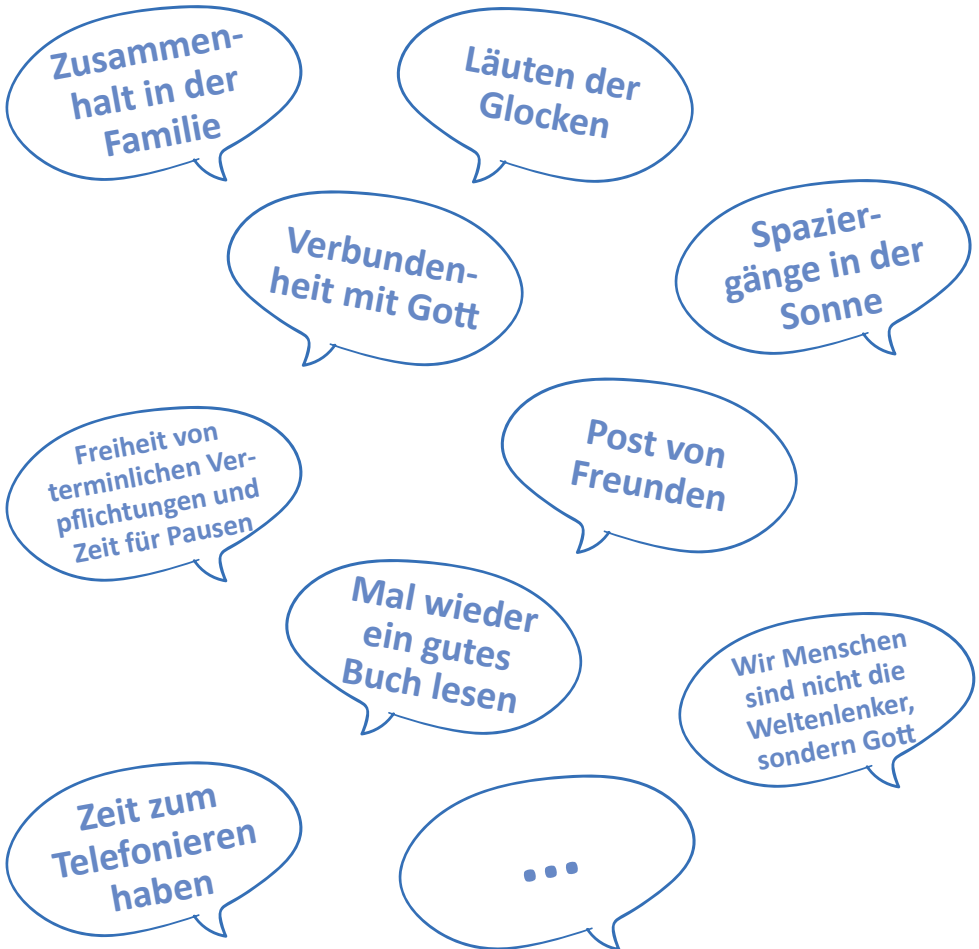 Zusammen-
halt in der
Familie
Läuten der
Glocken
Verbunden-
heit mit Gott
Spazier-
gänge in der
Sonne
Freiheit von
terminlichen Ver-
pflichtungen und
Zeit für Pausen
Post von
Freunden
Mal wieder
ein gutes
Buch lesen
Wir Menschen
sind nicht die
Weltenlenker,
sondern Gott
Zeit zum
Telefonieren
haben
...